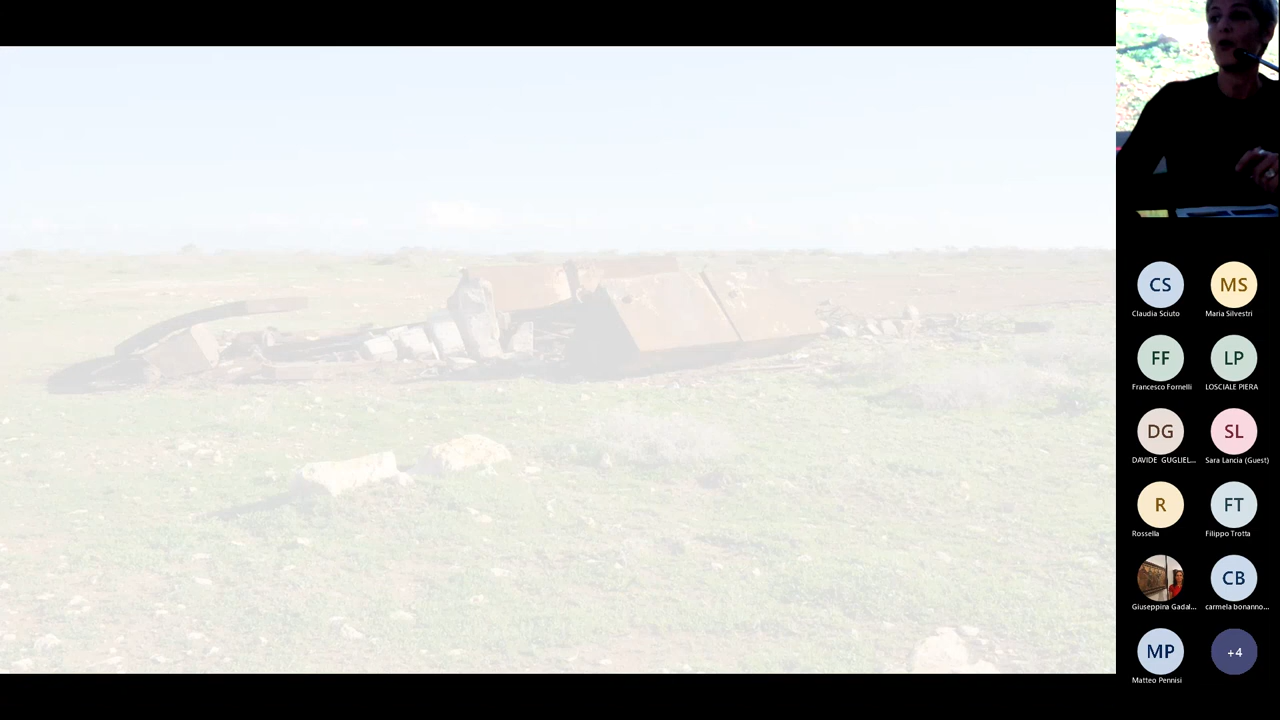 CS
MS
Claudia Sciuto
Maria Silvestri
FF
LP
Francesco Fornelli
LOSCIALE PIERA
DG
SL
DAVIDE GUGLIEL...
Sara Lancia (Guest)
R
FT
Rossella
Filippo Trotta
CB
Giuseppina Gadal...
carmela bonanno...
MP
+4
Matteo Pennisi